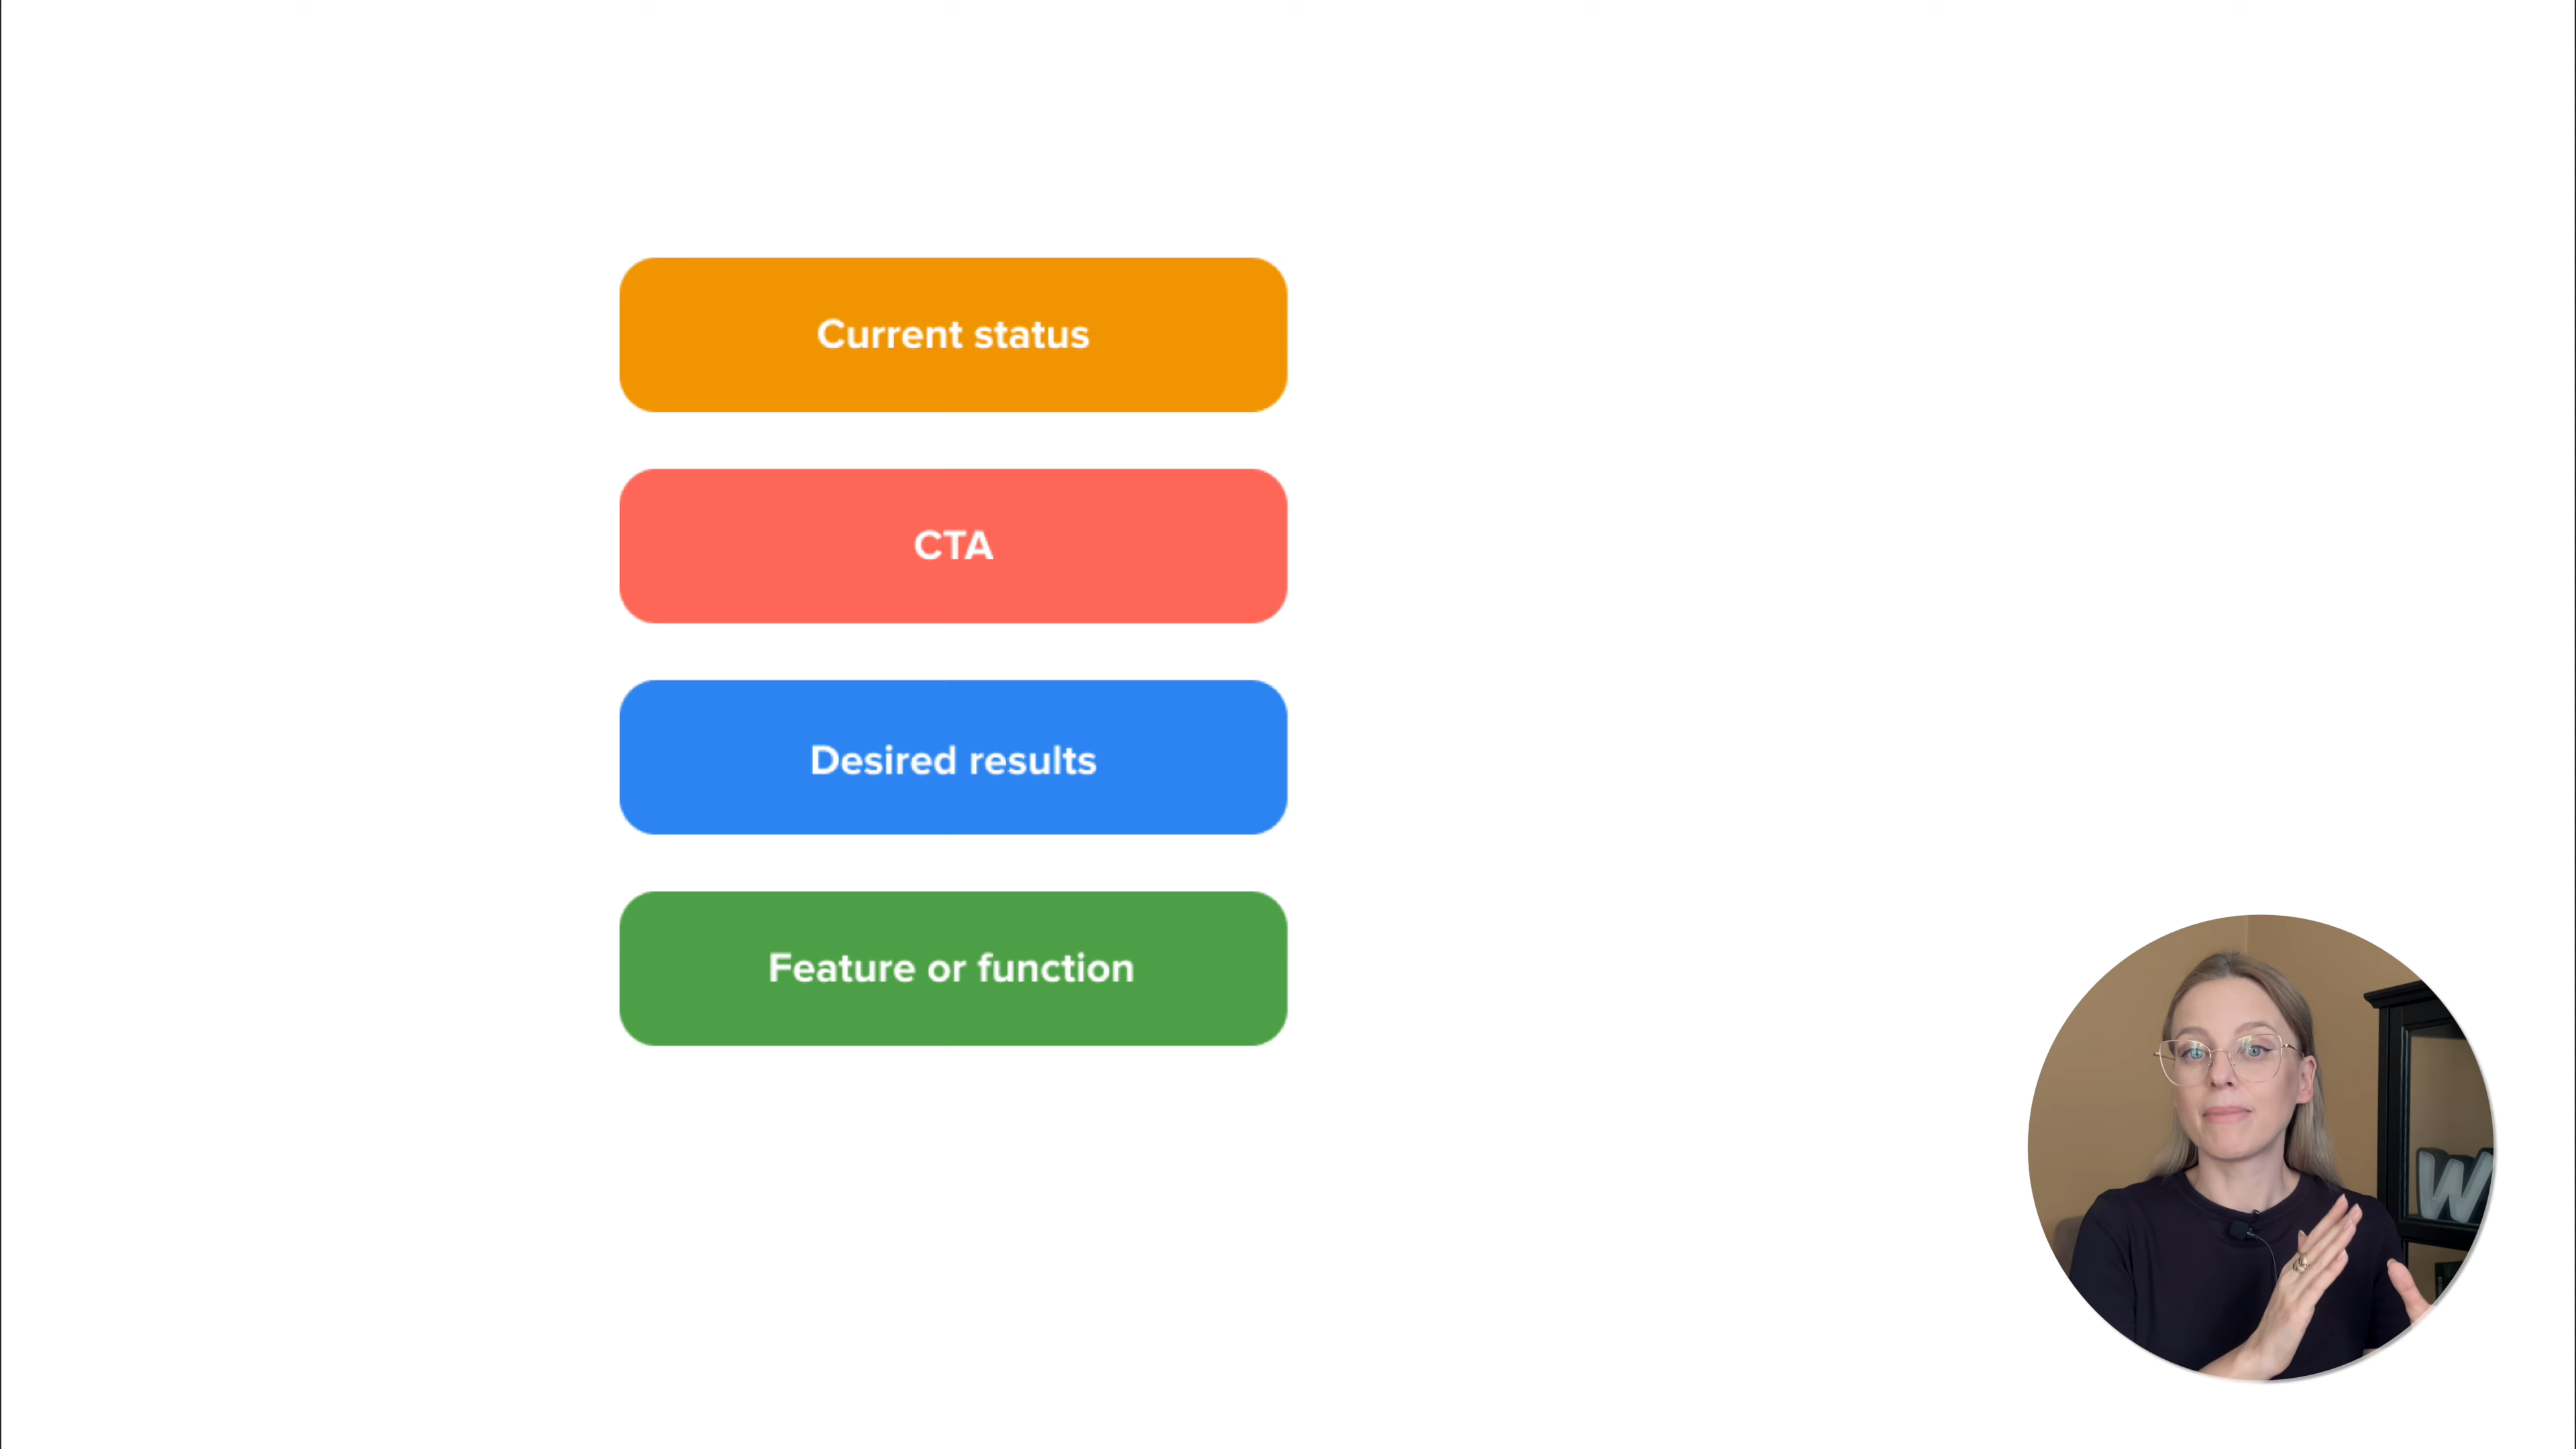 Current status
CTA
Desired results
Feature or function
W